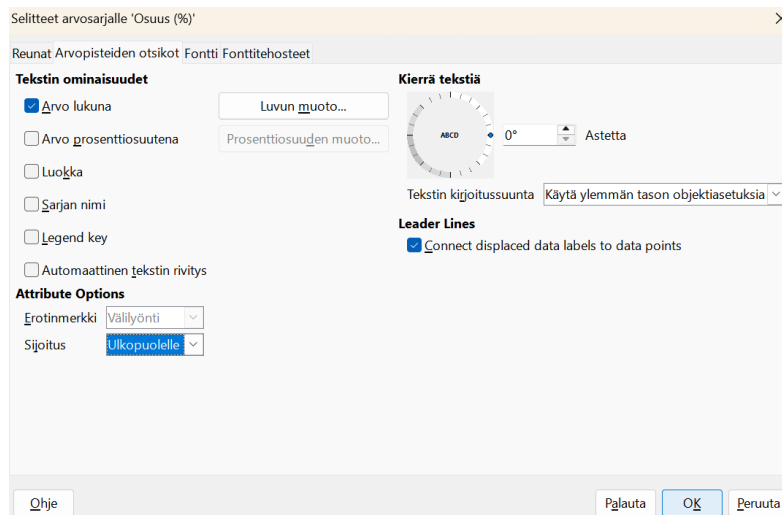 Selitteet arvosarjalle 'Osuus (%)'
Reunat Arvopisteiden otsikot Fontti Fonttitehosteet
Tekstin ominaisuudet
Arvo lukuna
Luvun muoto...
Arvo prosenttiosuutena
Prosenttiosuuden muoto...
Luokka
Sarjan nimi
Legend key
Automaattinen tekstin rivitys
Attribute Options
Erotinmerkki Välilyönti
Sijoitus Ulkopuolelle
Kierrä tekstiä
ABCD
0° Astetta
Tekstin kirjoitussuunta Käytä ylemmän tason objektiasetuksia
Leader Lines
Connect displaced data labels to data points
Ohje
Palauta
OK
Peruuta